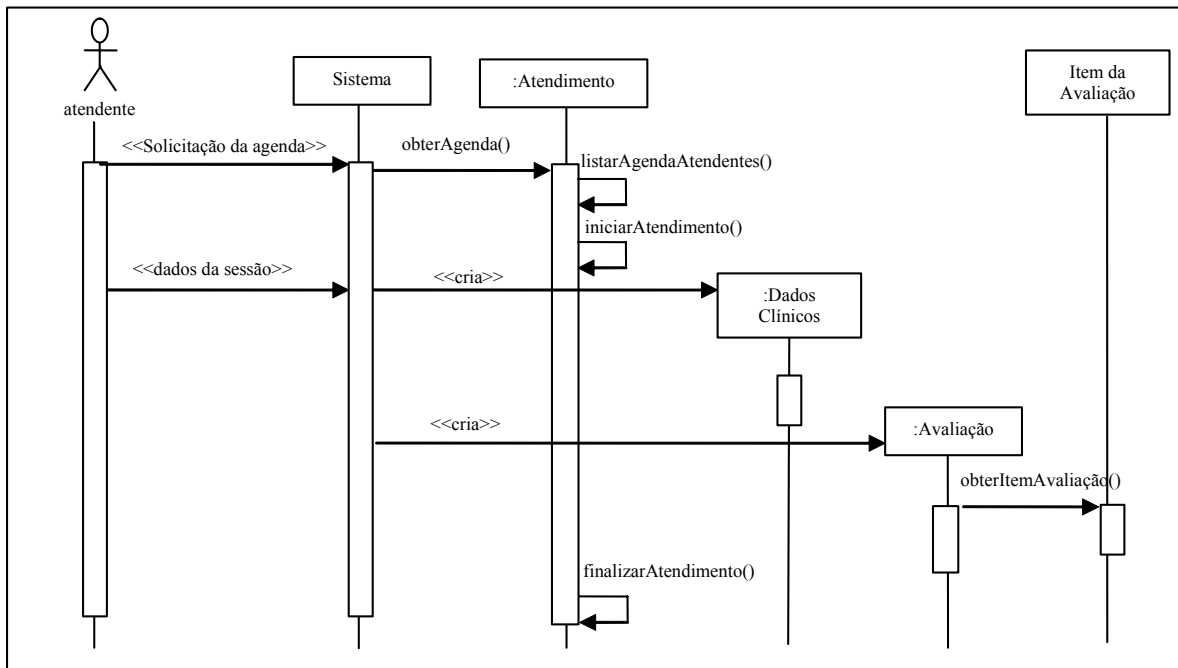 atendente
Sistema
:Atendimento
Item da
Avaliação
<<Solicitação da agenda>>
obterAgenda()
listarAgendaAtendentes()
iniciarAtendimento()
<<dados da sessão>>
<<cria>>
:Dados
Clínicos
<<cria>>
:Avaliação
obterItemAvaliação()
finalizarAtendimento()